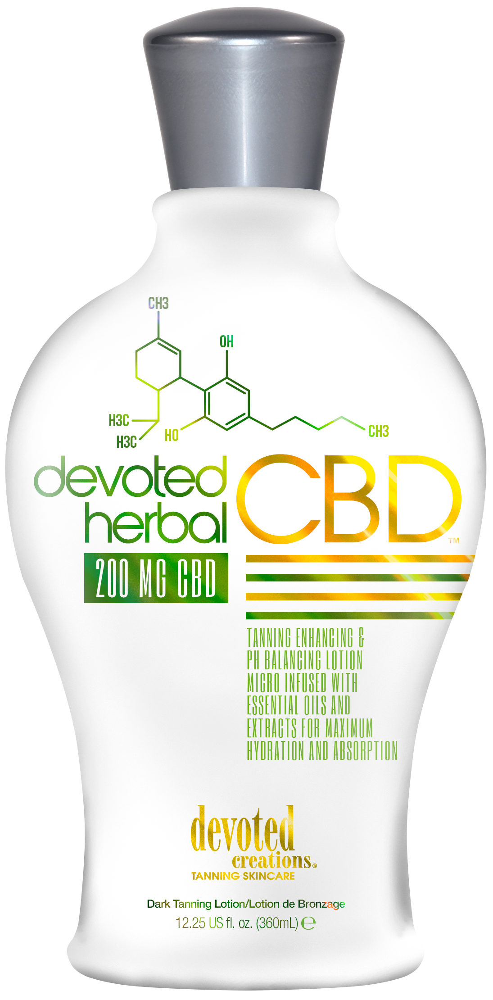 CH3
OH
H3C
HO
CH3
H3C
devoted
herbal
CBD
™
200 MG CBD
TANNING ENHANCING &
PH BALANCING LOTION
MICRO INFUSED WITH
ESSENTIAL OILS AND
EXTRACTS FOR MAXIMUM
HYDRATION AND ABSORPTION
devoted
creations®
TANNING SKINCARE
Dark Tanning Lotion/Lotion de Bronzage
12.25 US fl. oz. (360mL) ℮